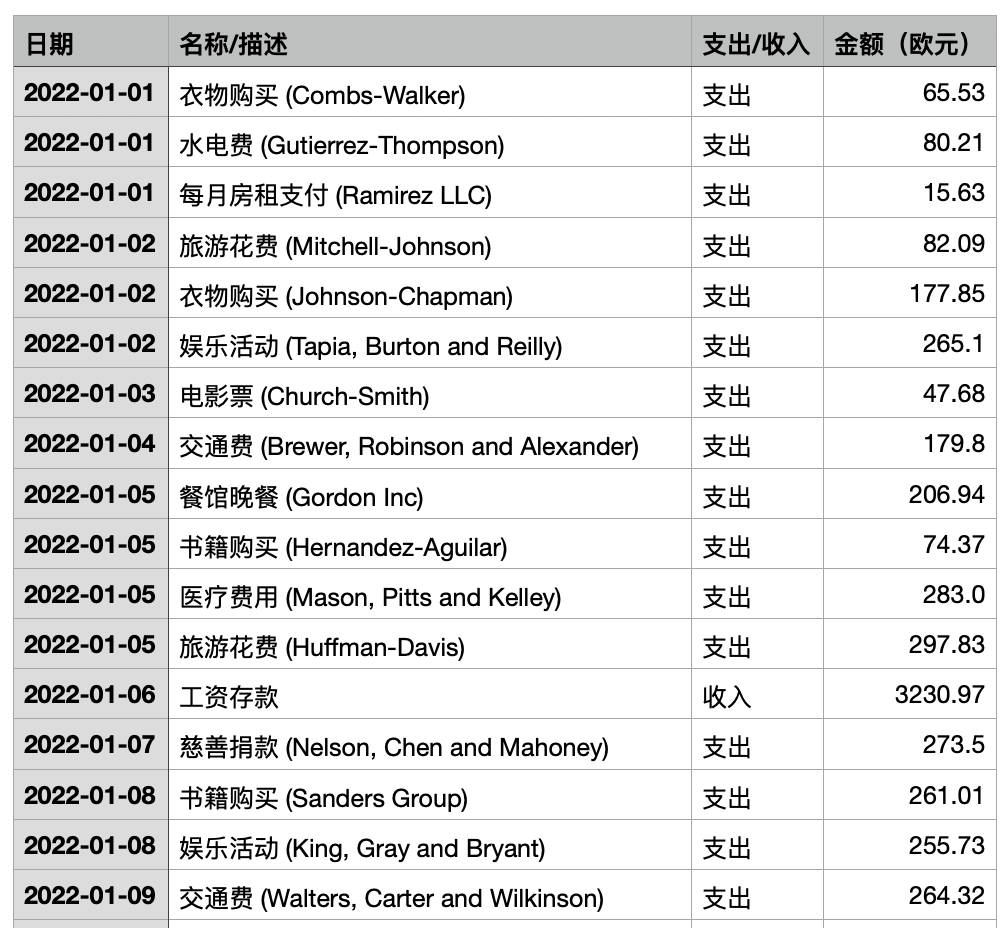 日期 名称/描述 支出/收入 金额（欧元）
2022-01-01 衣物购买 (Combs-Walker) 支出 65.53
2022-01-01 水电费 (Gutierrez-Thompson) 支出 80.21
2022-01-01 每月房租支付 (Ramirez LLC) 支出 15.63
2022-01-02 旅游花费 (Mitchell-Johnson) 支出 82.09
2022-01-02 衣物购买 (Johnson-Chapman) 支出 177.85
2022-01-02 娱乐活动 (Tapia, Burton and Reilly) 支出 265.1
2022-01-03 电影票 (Church-Smith) 支出 47.68
2022-01-04 交通费 (Brewer, Robinson and Alexander) 支出 179.8
2022-01-05 餐馆晚餐 (Gordon Inc) 支出 206.94
2022-01-05 书籍购买 (Hernandez-Aguilar) 支出 74.37
2022-01-05 医疗费用 (Mason, Pitts and Kelley) 支出 283.0
2022-01-05 旅游花费 (Huffman-Davis) 支出 297.83
2022-01-06 工资存款 收入 3230.97
2022-01-07 慈善捐款 (Nelson, Chen and Mahoney) 支出 273.5
2022-01-08 书籍购买 (Sanders Group) 支出 261.01
2022-01-08 娱乐活动 (King, Gray and Bryant) 支出 255.73
2022-01-09 交通费 (Walters, Carter and Wilkinson) 支出 264.32